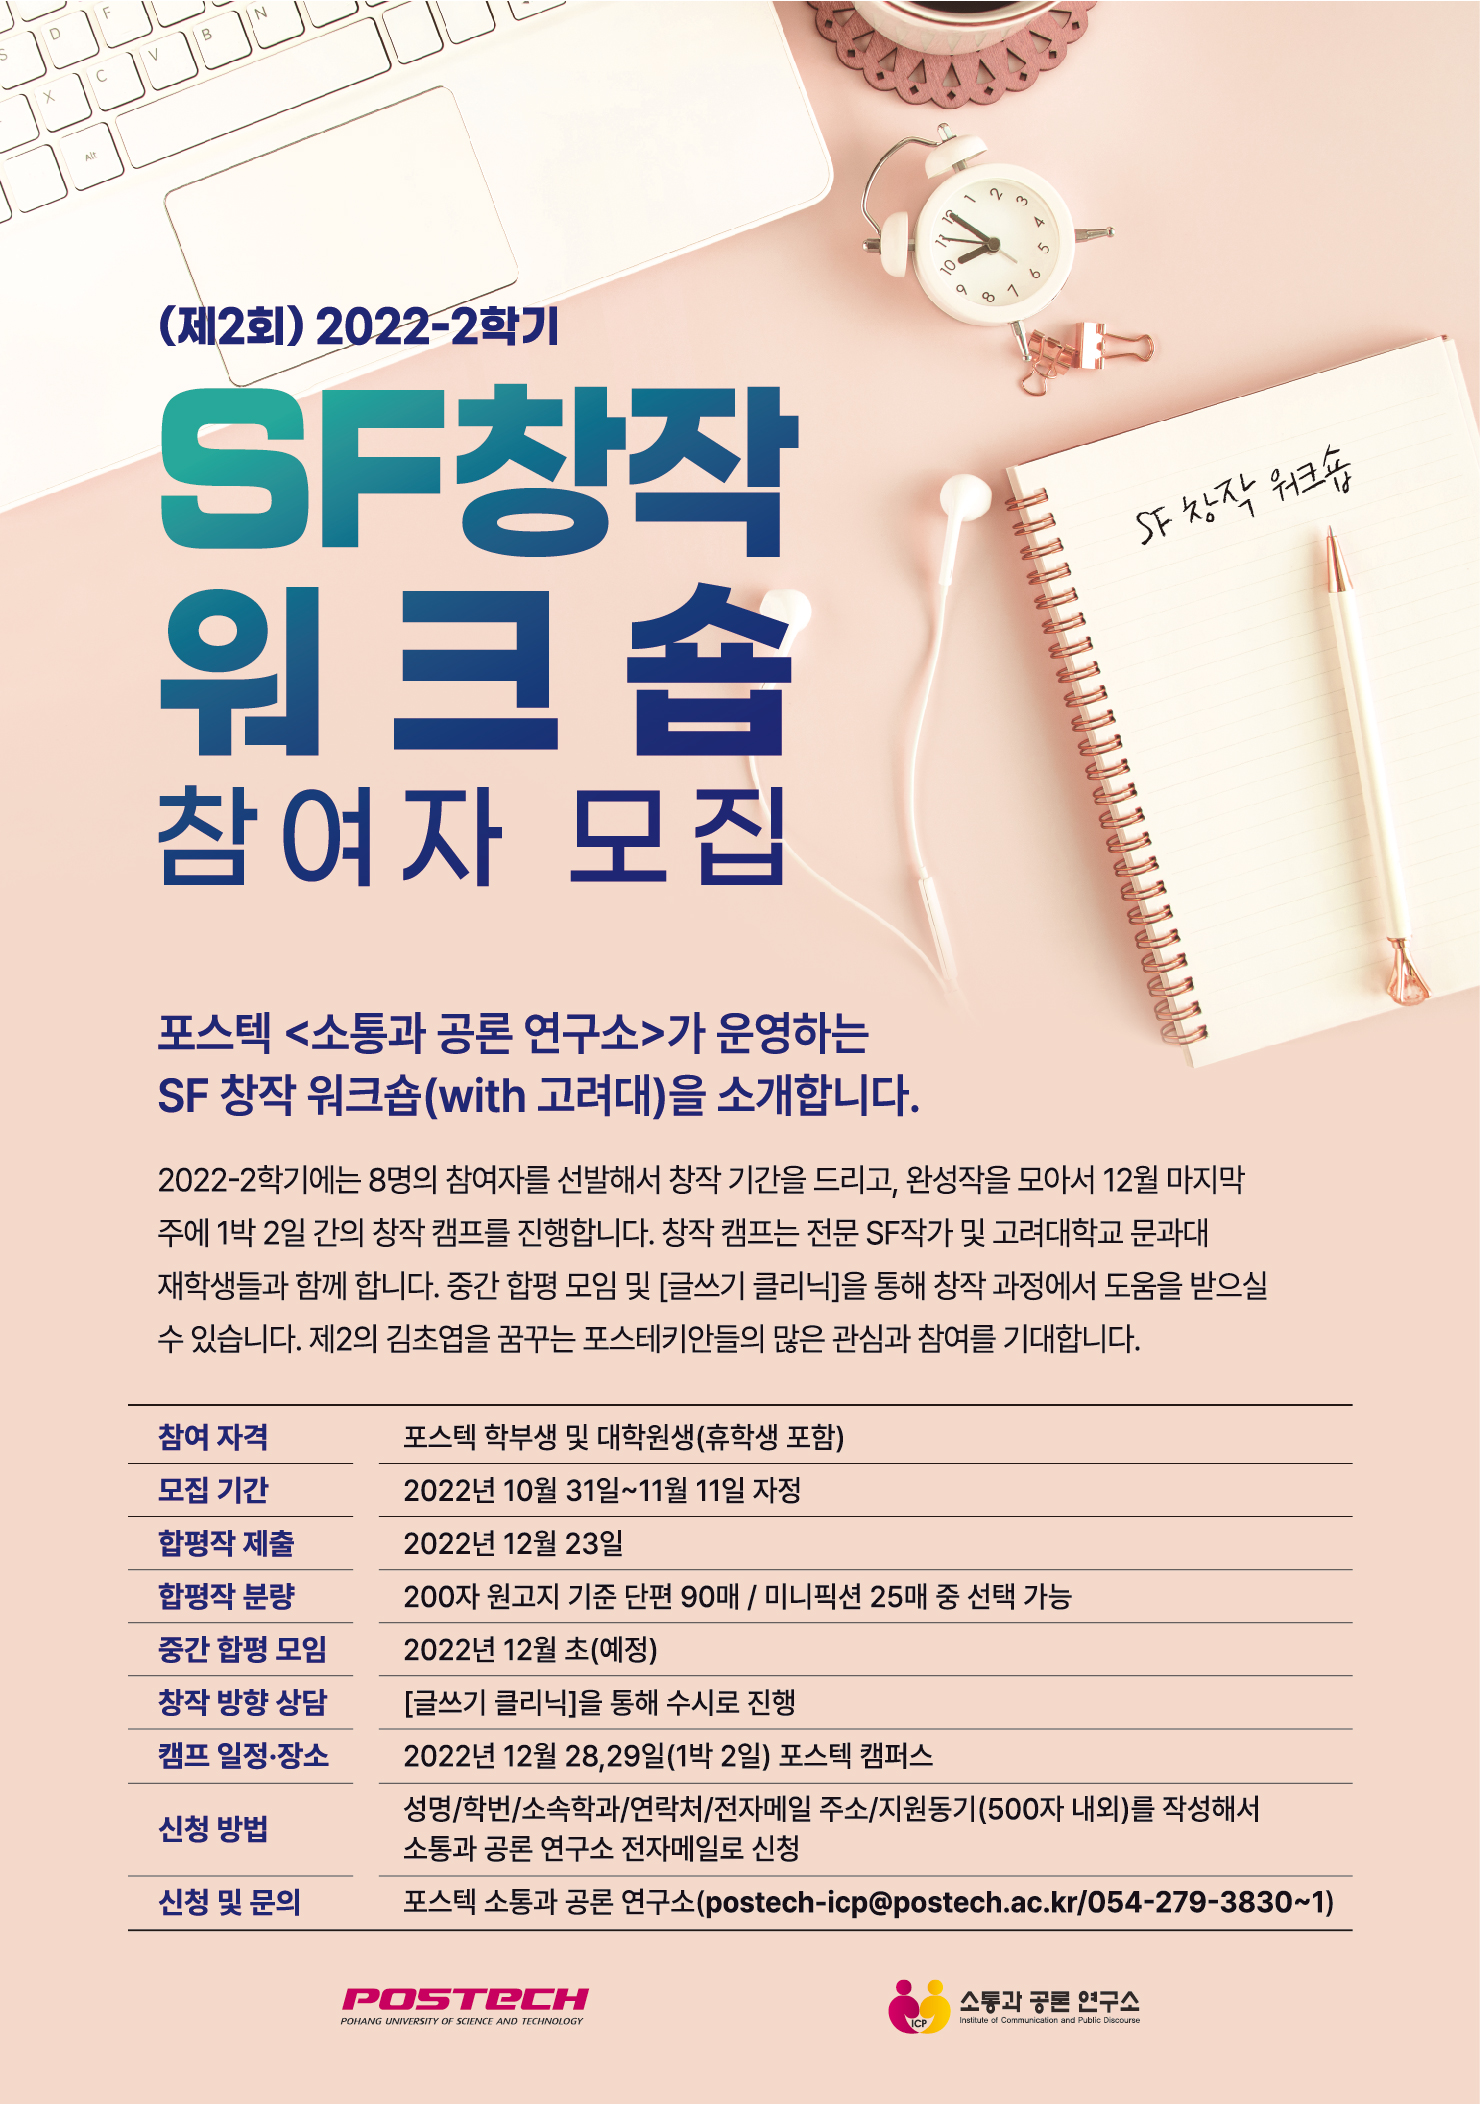 S D F
X C V B N
Alt
1 2 3 4 5 6 7 8 9 10 11 12
(제2회) 2022-2학기
SF창작
워크숍
참여자 모집
SF 창작 워크숍
포스텍 <소통과 공론 연구소>가 운영하는
SF 창작 워크숍(with 고려대)을 소개합니다.
2022-2학기에는 8명의 참여자를 선발해서 창작 기간을 드리고, 완성작을 모아서 12월 마지막
주에 1박 2일 간의 창작 캠프를 진행합니다. 창작 캠프는 전문 SF작가 및 고려대학교 문과대
재학생들과 함께 합니다. 중간 합평 모임 및 [글쓰기 클리닉]을 통해 창작 과정에서 도움을 받으실
수 있습니다. 제2의 김초엽을 꿈꾸는 포스테키안들의 많은 관심과 참여를 기대합니다.
참여 자격 포스텍 학부생 및 대학원생(휴학생 포함)
모집 기간 2022년 10월 31일~11월 11일 자정
합평작 제출 2022년 12월 23일
합평작 분량 200자 원고지 기준 단편 90매 / 미니픽션 25매 중 선택 가능
중간 합평 모임 2022년 12월 초(예정)
창작 방향 상담 [글쓰기 클리닉]을 통해 수시로 진행
캠프 일정·장소 2022년 12월 28,29일(1박 2일) 포스텍 캠퍼스
신청 방법 성명/학번/소속학과/연락처/전자메일 주소/지원동기(500자 내외)를 작성해서
소통과 공론 연구소 전자메일로 신청
신청 및 문의 포스텍 소통과 공론 연구소(postech-icp@postech.ac.kr/054-279-3830~1)
POSTECH
POHANG UNIVERSITY OF SCIENCE AND TECHNOLOGY
ICP
소통과 공론 연구소
Institute of Communication and Public Discourse